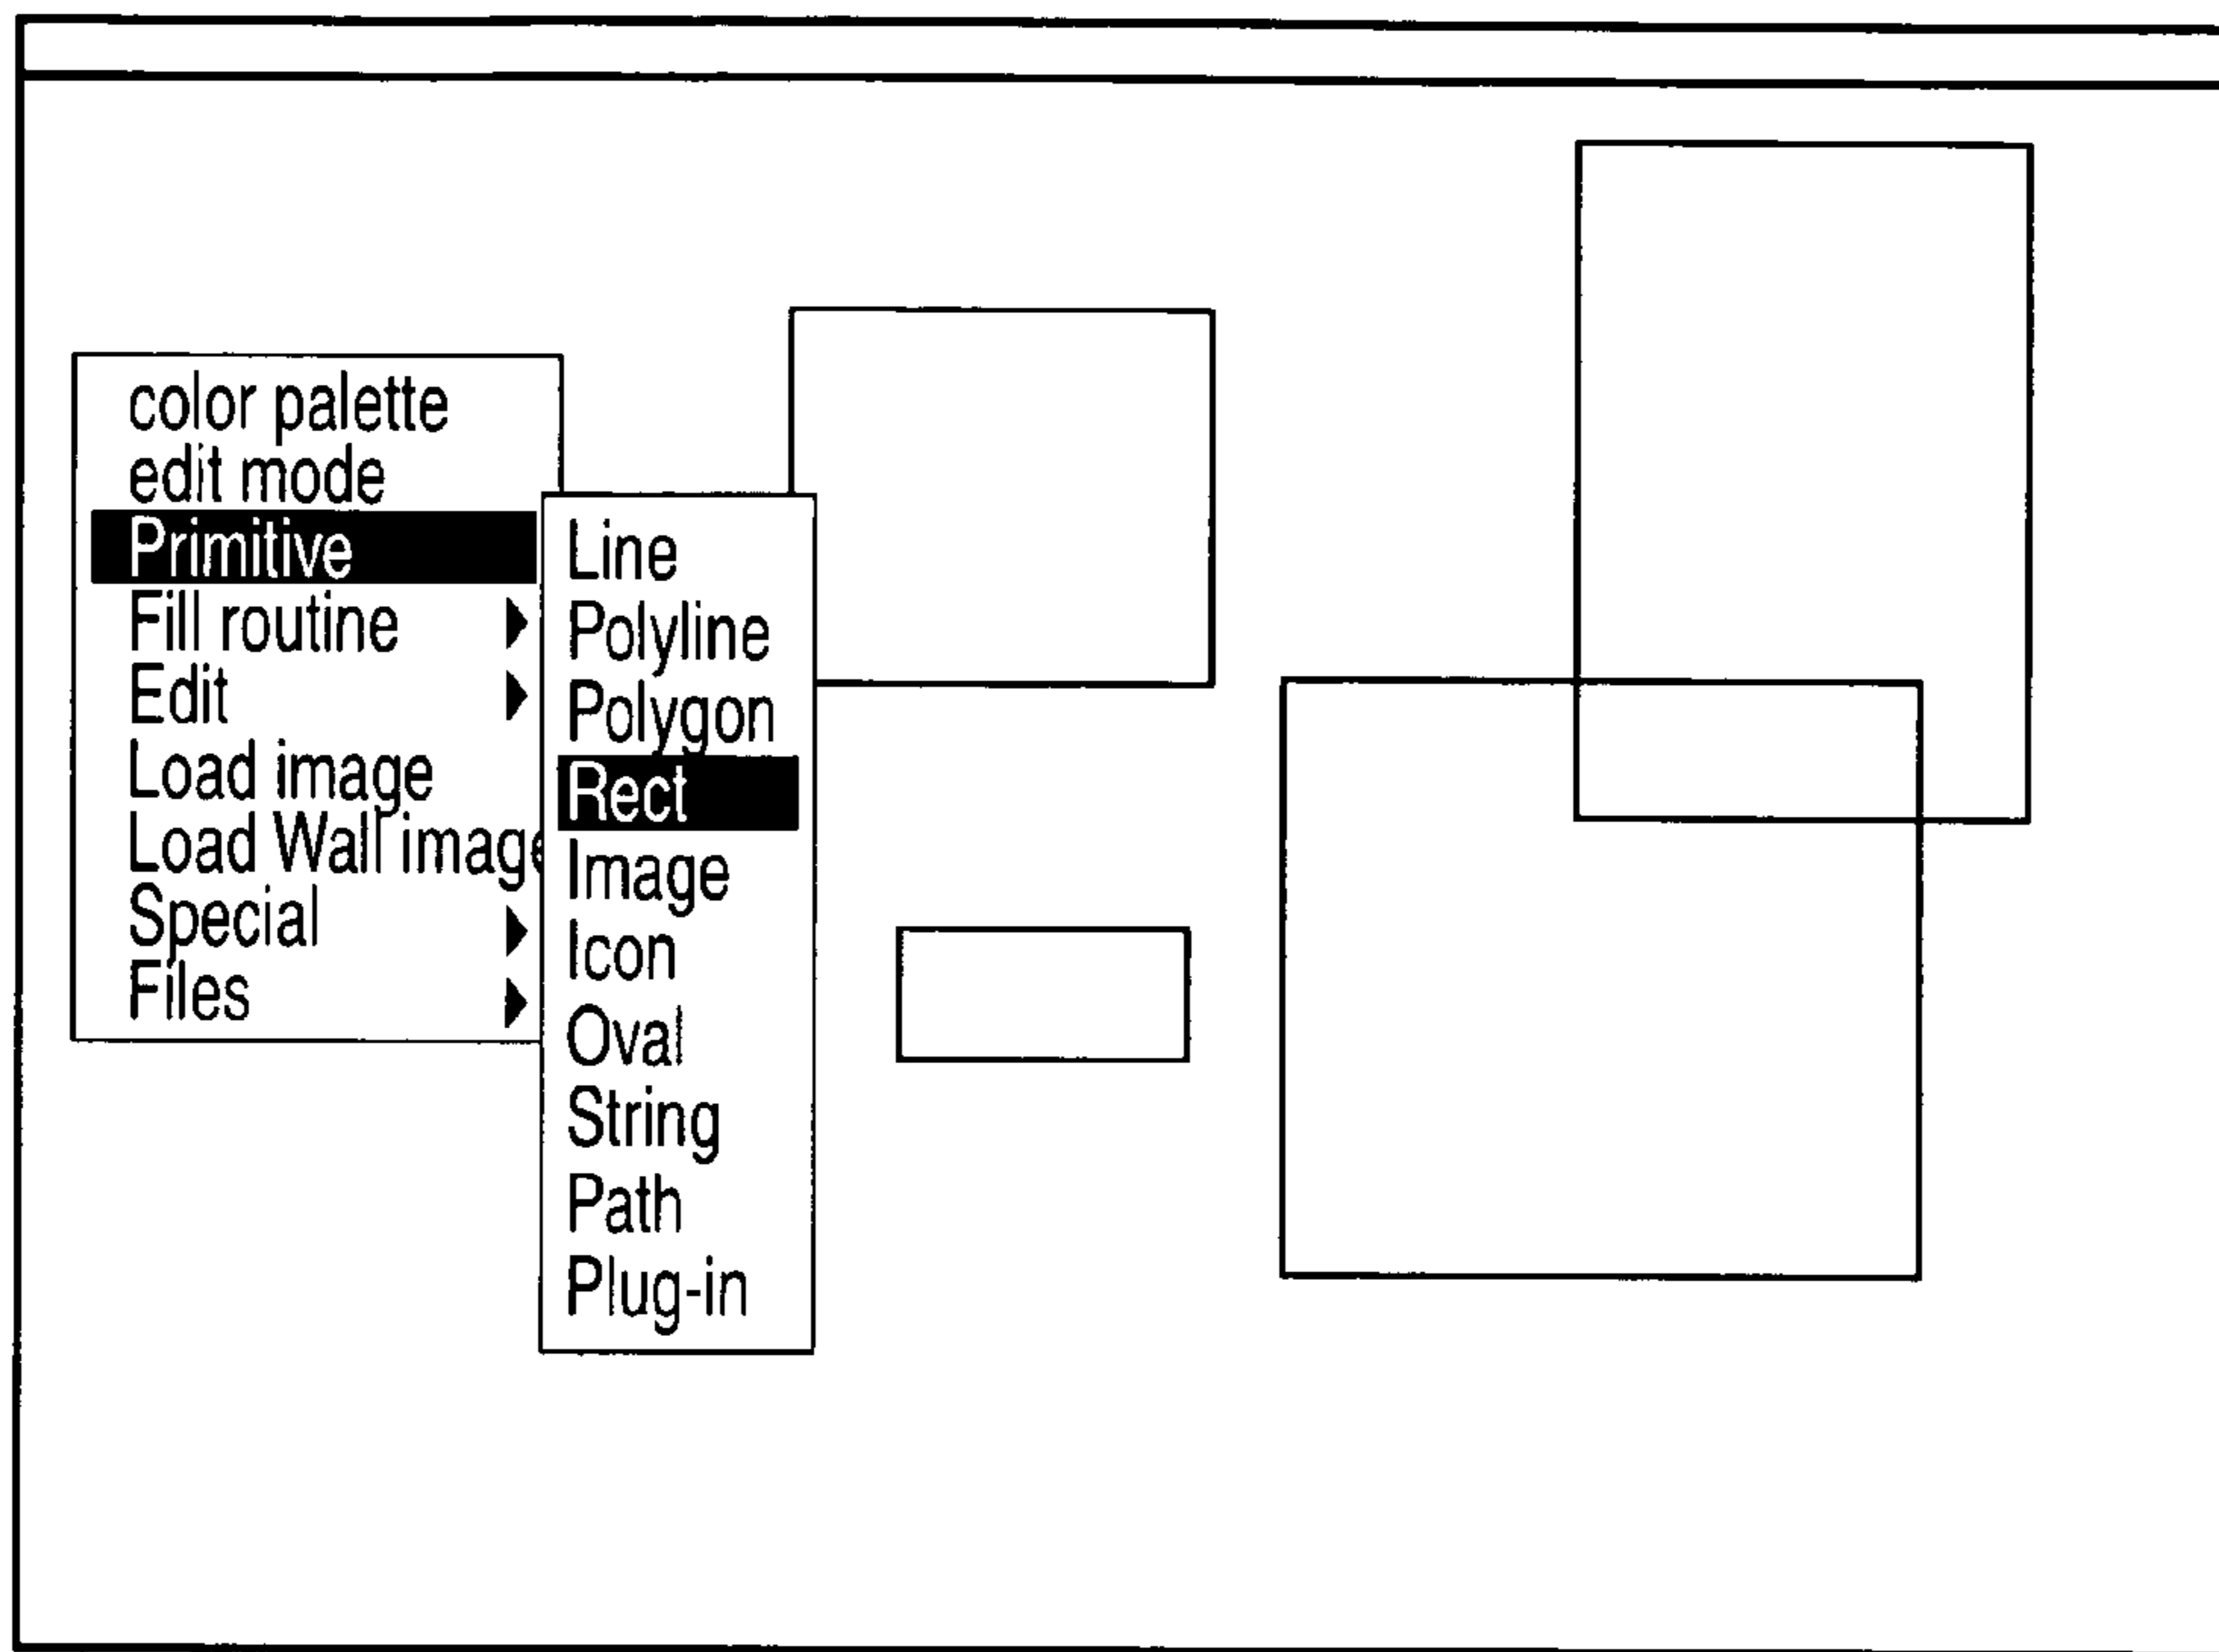 color palette
edit mode
Primitive
Fill routine
Edit
Load image
Load Wall image
Special
Files
Line
Polyline
Polygon
Rect
Image
Icon
Oval
String
Path
Plug-in